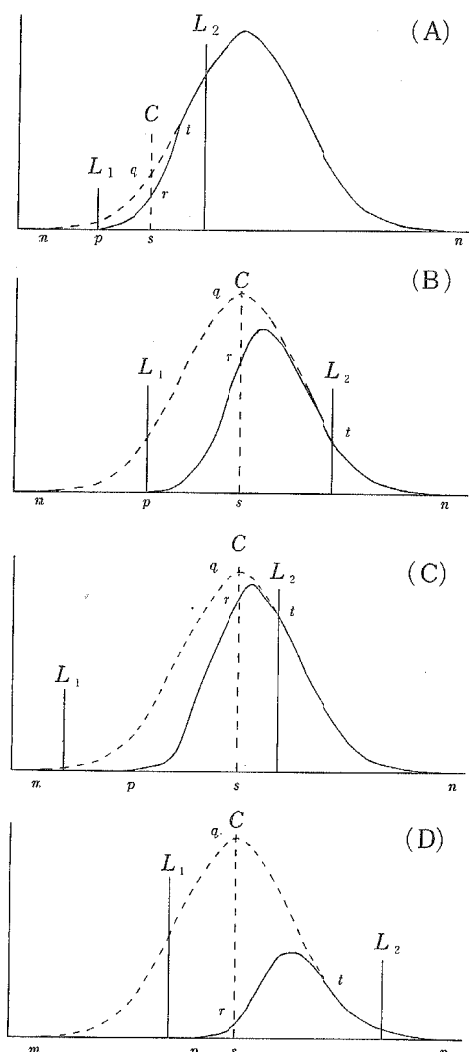 (A)
L₂
C
t
L₁
q
r
n p s n
(B)
q C
r
L₁
L₂
t
n p s n
(C)
C
q
L₂
r
t
L₁
m p s n
(D)
q C
L₁
L₂
t
r
m p s n